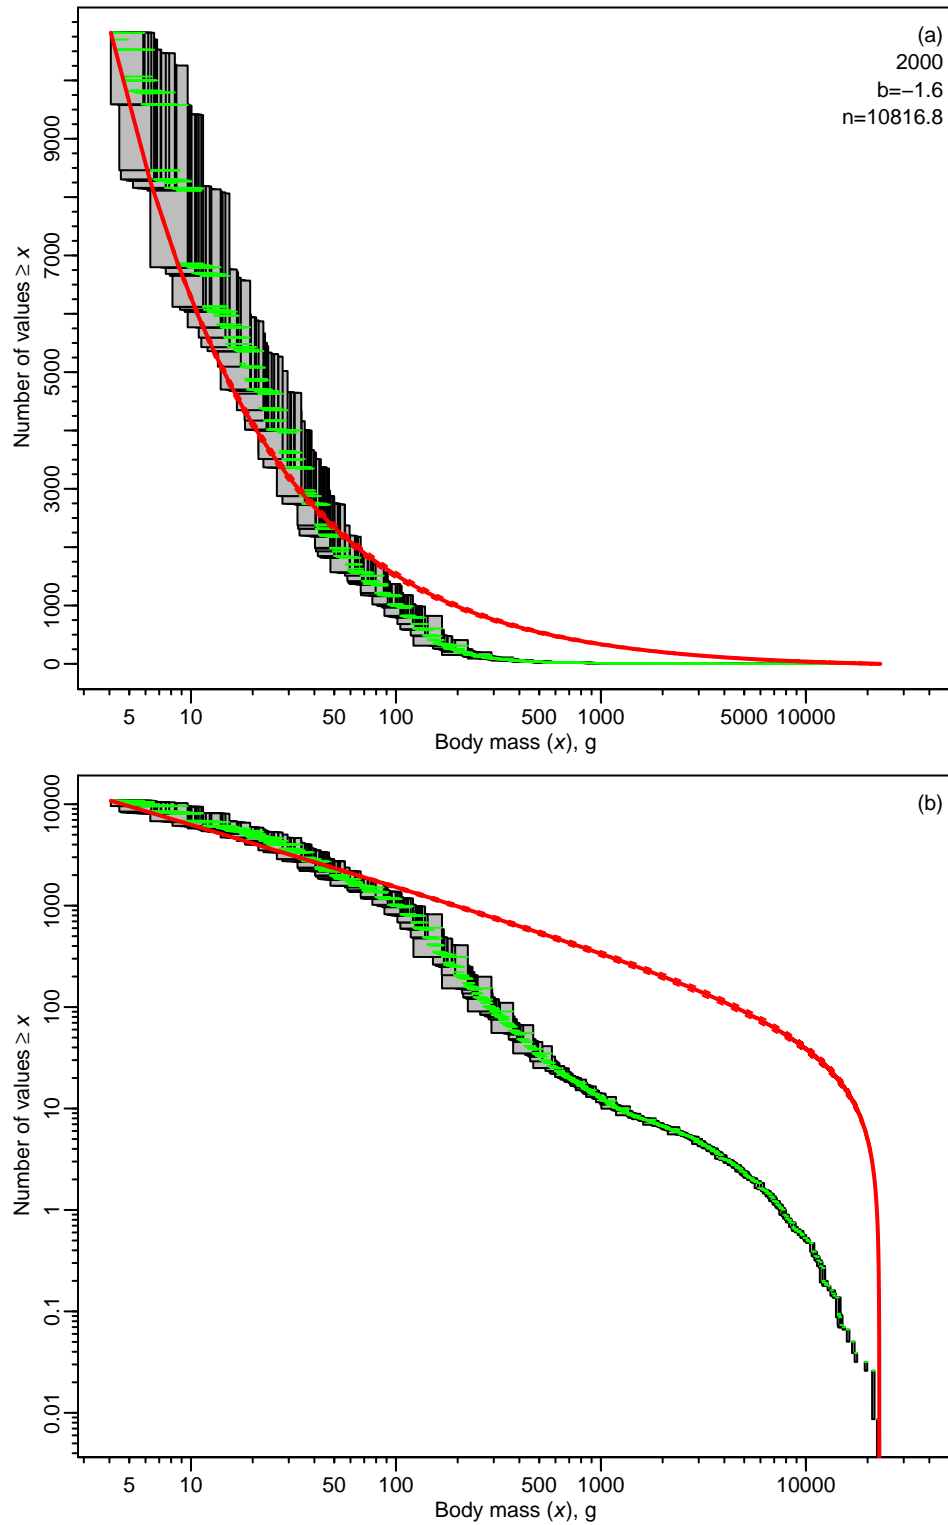 (a)
2000
b=−1.6
n=10816.8
Number of values ≥ x
9000
7000
5000
3000
1000
0
5 10 50 100 500 1000 5000 10000
Body mass (x), g
(b)
Number of values ≥ x
10000
1000
100
10
1
0.1
0.01
5 10 50 100 500 1000 10000
Body mass (x), g